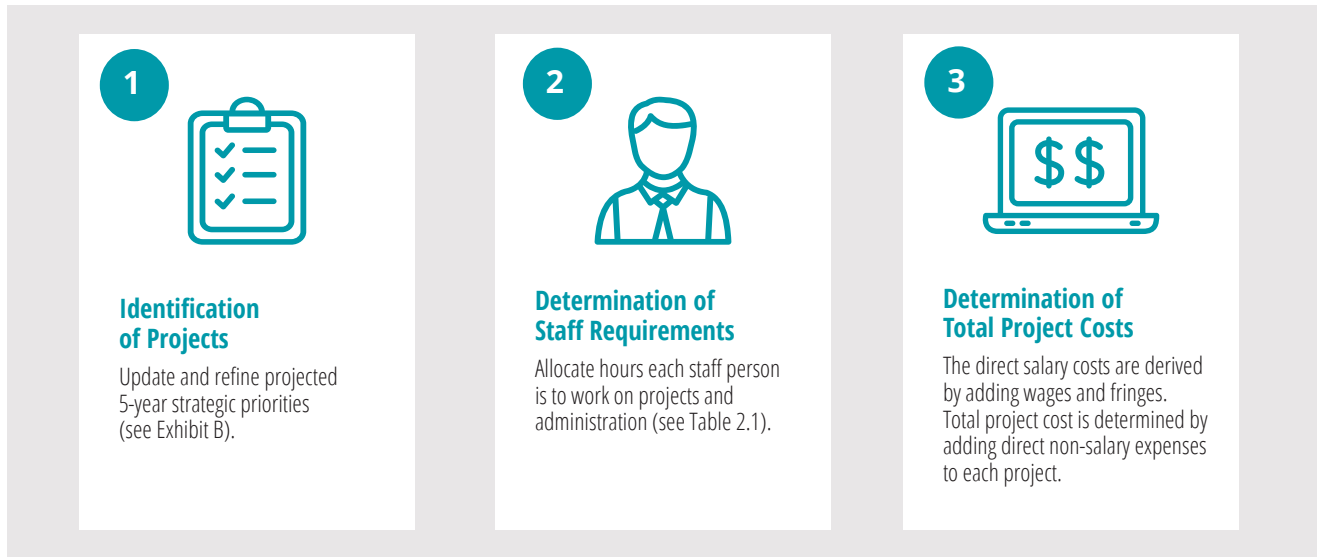 1
Identification
of Projects
Update and refine projected
5-year strategic priorities
(see Exhibit B).
2
Determination of
Staff Requirements
Allocate hours each staff person
is to work on projects and
administration (see Table 2.1).
3
$$
Determination of
Total Project Costs
The direct salary costs are derived
by adding wages and fringes.
Total project cost is determined by
adding direct non-salary expenses
to each project.